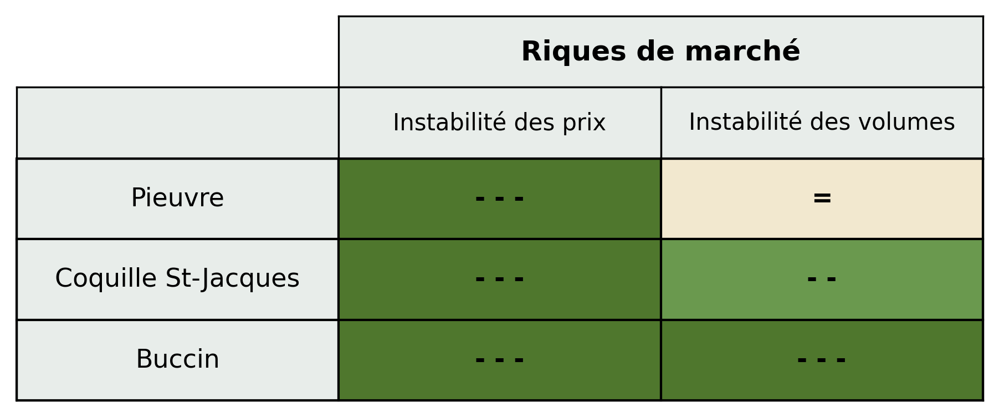 Riques de marché
Instabilité des prix Instabilité des volumes
Pieuvre - - - =
Coquille St-Jacques - - - - -
Buccin - - - - - -